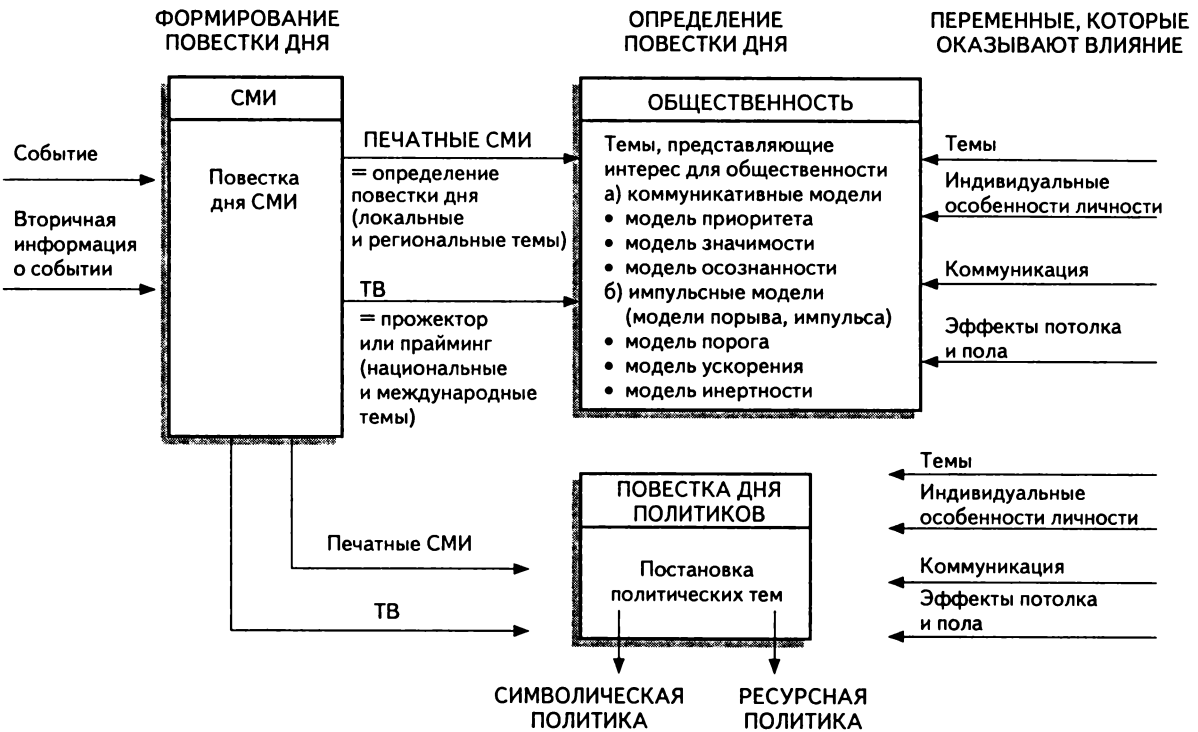 ФОРМИРОВАНИЕ
ПОВЕСТКИ ДНЯ
ОПРЕДЕЛЕНИЕ
ПОВЕСТКИ ДНЯ
ПЕРЕМЕННЫЕ, КОТОРЫЕ
ОКАЗЫВАЮТ ВЛИЯНИЕ
Событие
Вторичная
информация
о событии
СМИ
Повестка
дня СМИ
ПЕЧАТНЫЕ СМИ
= определение
повестки дня
(локальные
и региональные темы)
ТВ
= прожектор
или прайминг
(национальные
и международные
темы)
ОБЩЕСТВЕННОСТЬ
Темы, представляющие
интерес для общественности
а) коммуникативные модели
• модель приоритета
• модель значимости
• модель осознанности
б) импульсные модели
(модели порыва, импульса)
• модель порога
• модель ускорения
• модель инертности
Темы
Индивидуальные
особенности личности
Коммуникация
Эффекты потолка
и пола
Печатные СМИ
ТВ
ПОВЕСТКА ДНЯ
ПОЛИТИКОВ
Постановка
политических тем
Темы
Индивидуальные
особенности личности
Коммуникация
Эффекты потолка
и пола
СИМВОЛИЧЕСКАЯ
ПОЛИТИКА
РЕСУРСНАЯ
ПОЛИТИКА